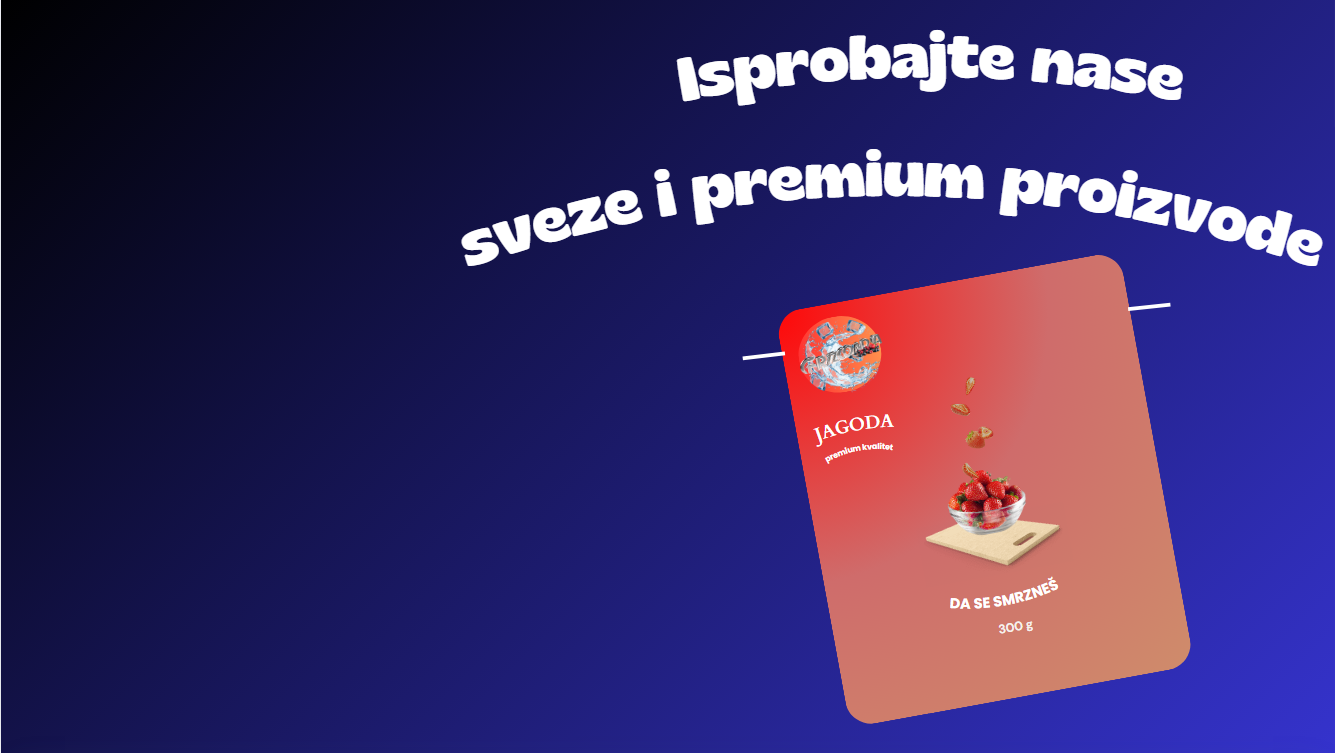 Isprobajte nase
sveze i premium proizvode
JAGODA
premium kvalitet
DA SE SMRZNEŠ
300 g